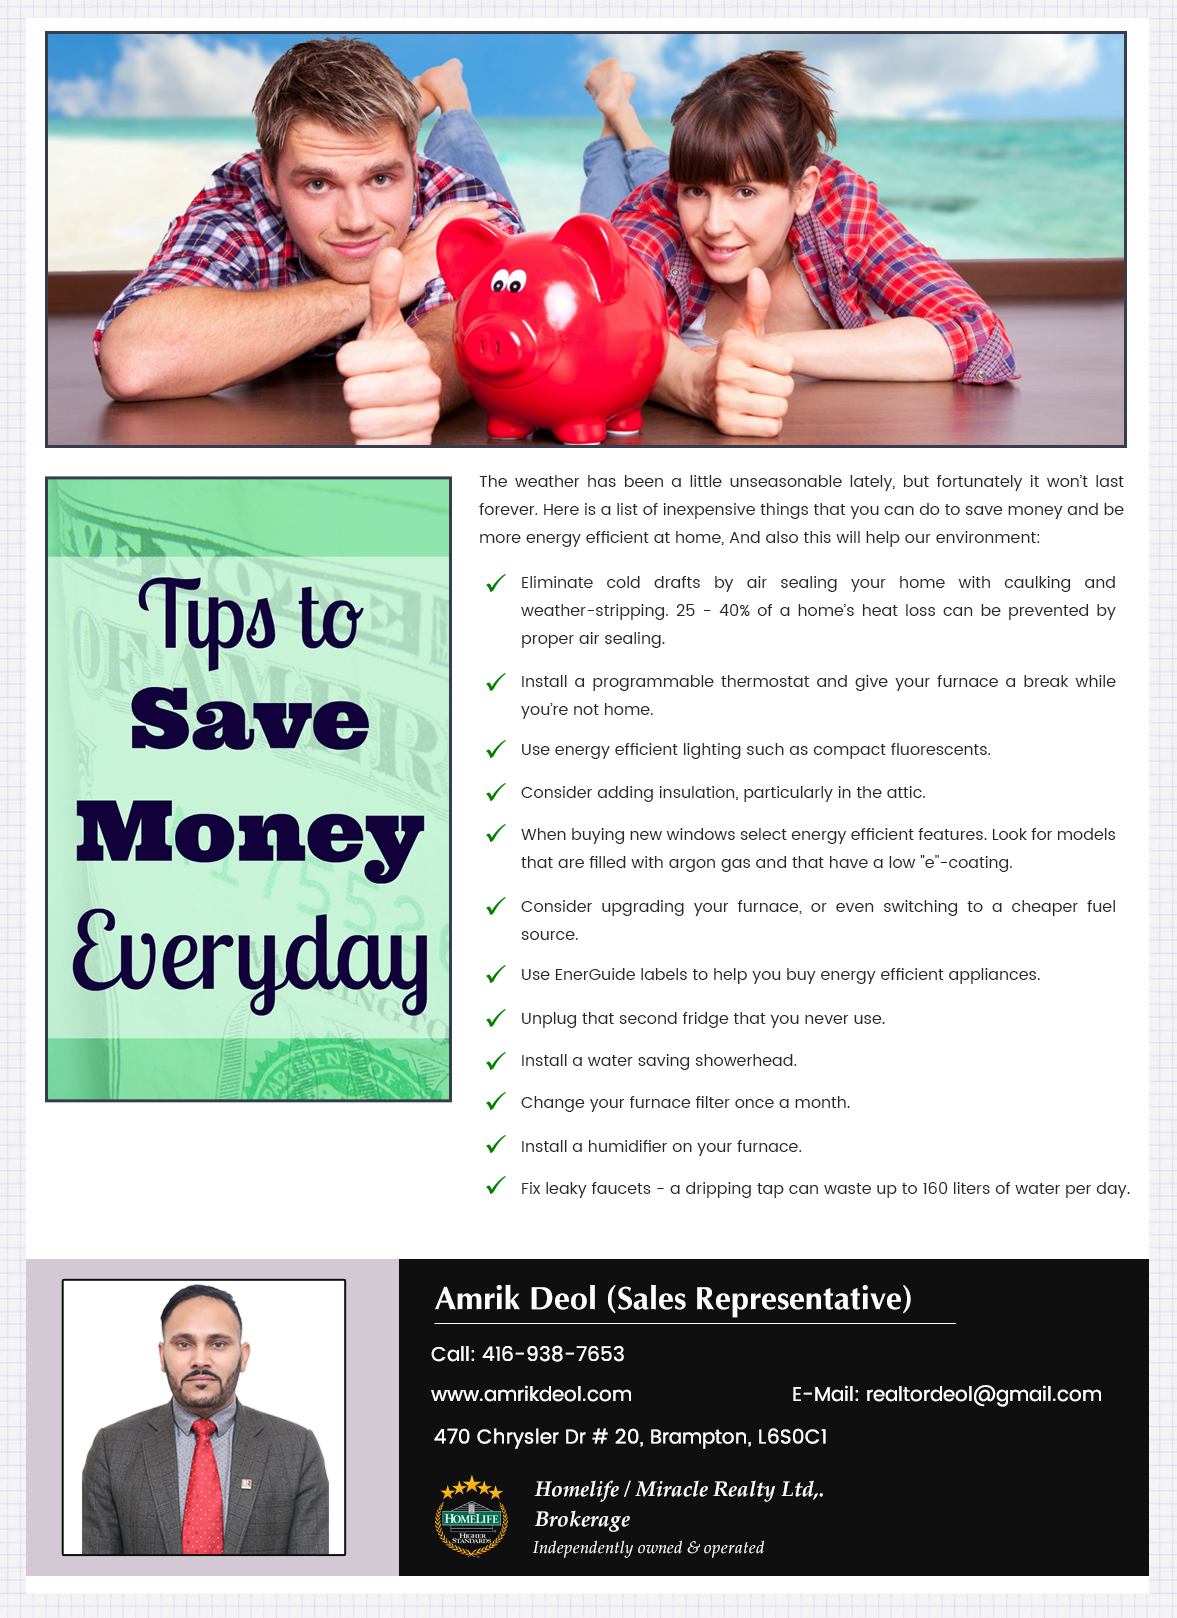 Tips to
Save
Money
Everyday
The weather has been a little unseasonable lately, but fortunately it won't last
forever. Here is a list of inexpensive things that you can do to save money and be
more energy efficient at home, And also this will help our environment:
Eliminate cold drafts by air sealing your home with caulking and
weather-stripping. 25 - 40% of a home's heat loss can be prevented by
proper air sealing.
Install a programmable thermostat and give your furnace a break while
you're not home.
Use energy efficient lighting such as compact fluorescents.
Consider adding insulation, particularly in the attic.
When buying new windows select energy efficient features. Look for models
that are filled with argon gas and that have a low "e"-coating.
Consider upgrading your furnace, or even switching to a cheaper fuel
source.
Use EnerGuide labels to help you buy energy efficient appliances.
Unplug that second fridge that you never use.
Install a water saving showerhead.
Change your furnace filter once a month.
Install a humidifier on your furnace.
Fix leaky faucets - a dripping tap can waste up to 160 liters of water per day.
Amrik Deol (Sales Representative)
Call: 416-938-7653
www.amrikdeol.com E-Mail: realtordeol@gmail.com
470 Chrysler Dr # 20, Brampton, L6S0C1
HOMELIFE
HIGHER
STANDARDS
Homelife / Miracle Realty Ltd,.
Brokerage
Independently owned & operated